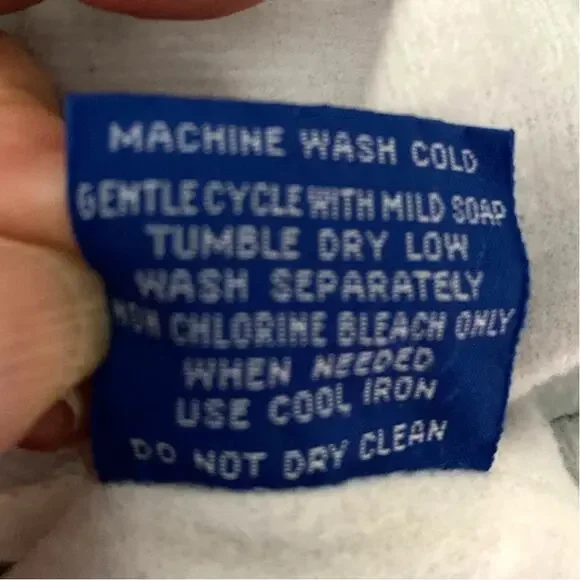 MACHINE WASH COLD
GENTLE CYCLE WITH MILD SOAP
TUMBLE DRY LOW
WASH SEPARATELY
NON CHLORINE BLEACH ONLY
WHEN NEEDED
USE COOL IRON
DO NOT DRY CLEAN